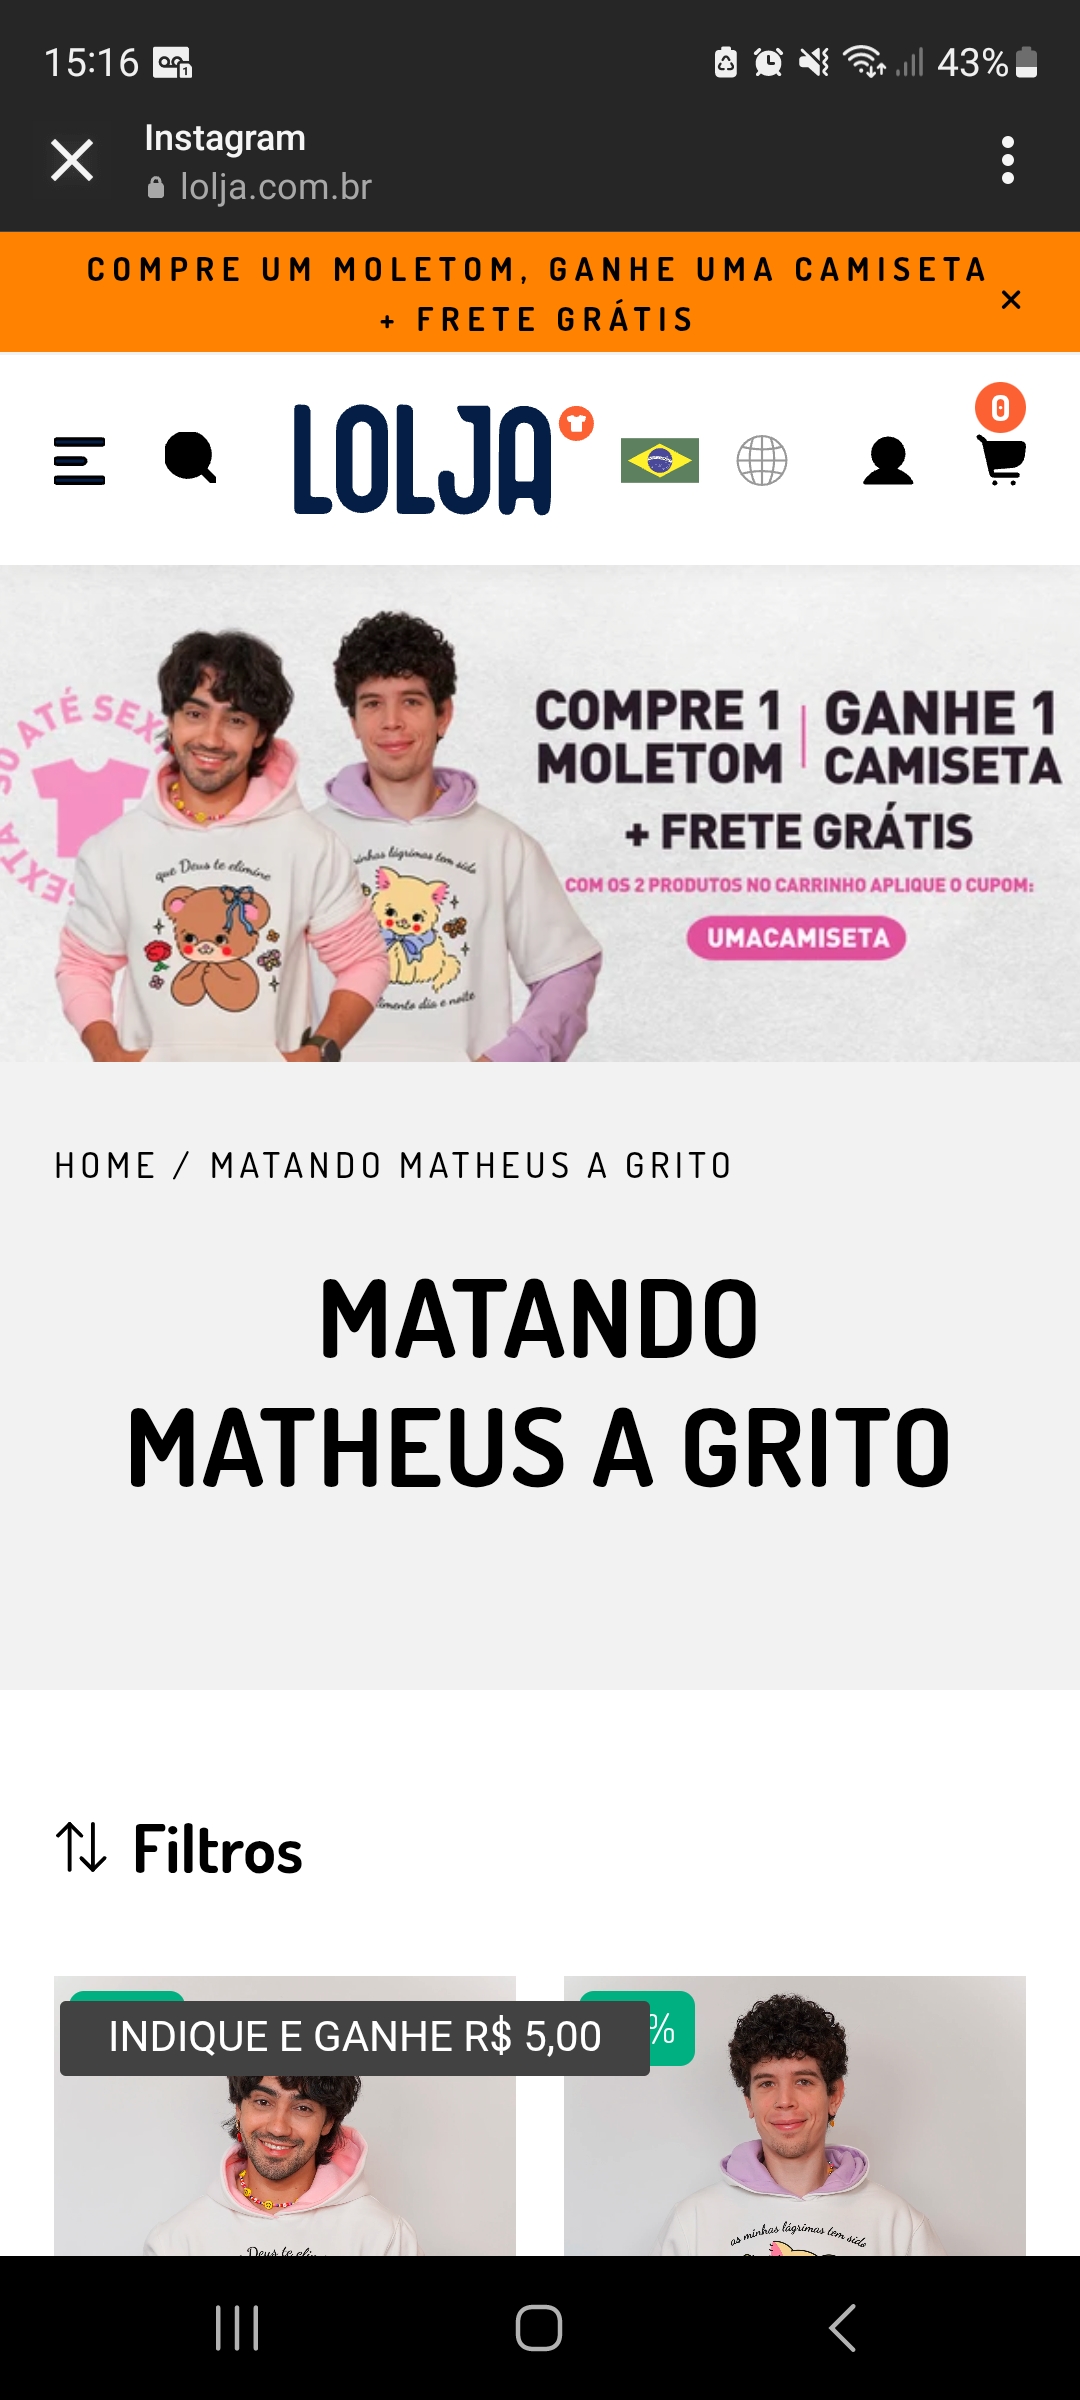 15:16
43%
Instagram
lolja.com.br
COMPRE UM MOLETOM, GANHE UMA CAMISETA
+ FRETE GRÁTIS
LOLJA
0
SÓ ATÉ SEX
SEXTA
COMPRE 1
MOLETOM
GANHE 1
CAMISETA
+ FRETE GRÁTIS
COM OS 2 PRODUTOS NO CARRINHO APLIQUE O CUPOM:
UMACAMISETA
que Deus te elimine
minhas lágrimas tem sido
alimento dia e noite
HOME / MATANDO MATHEUS A GRITO
MATANDO
MATHEUS A GRITO
Filtros
%
INDIQUE E GANHE R$ 5,00
Deus te elim
as minhas lágrimas tem sido